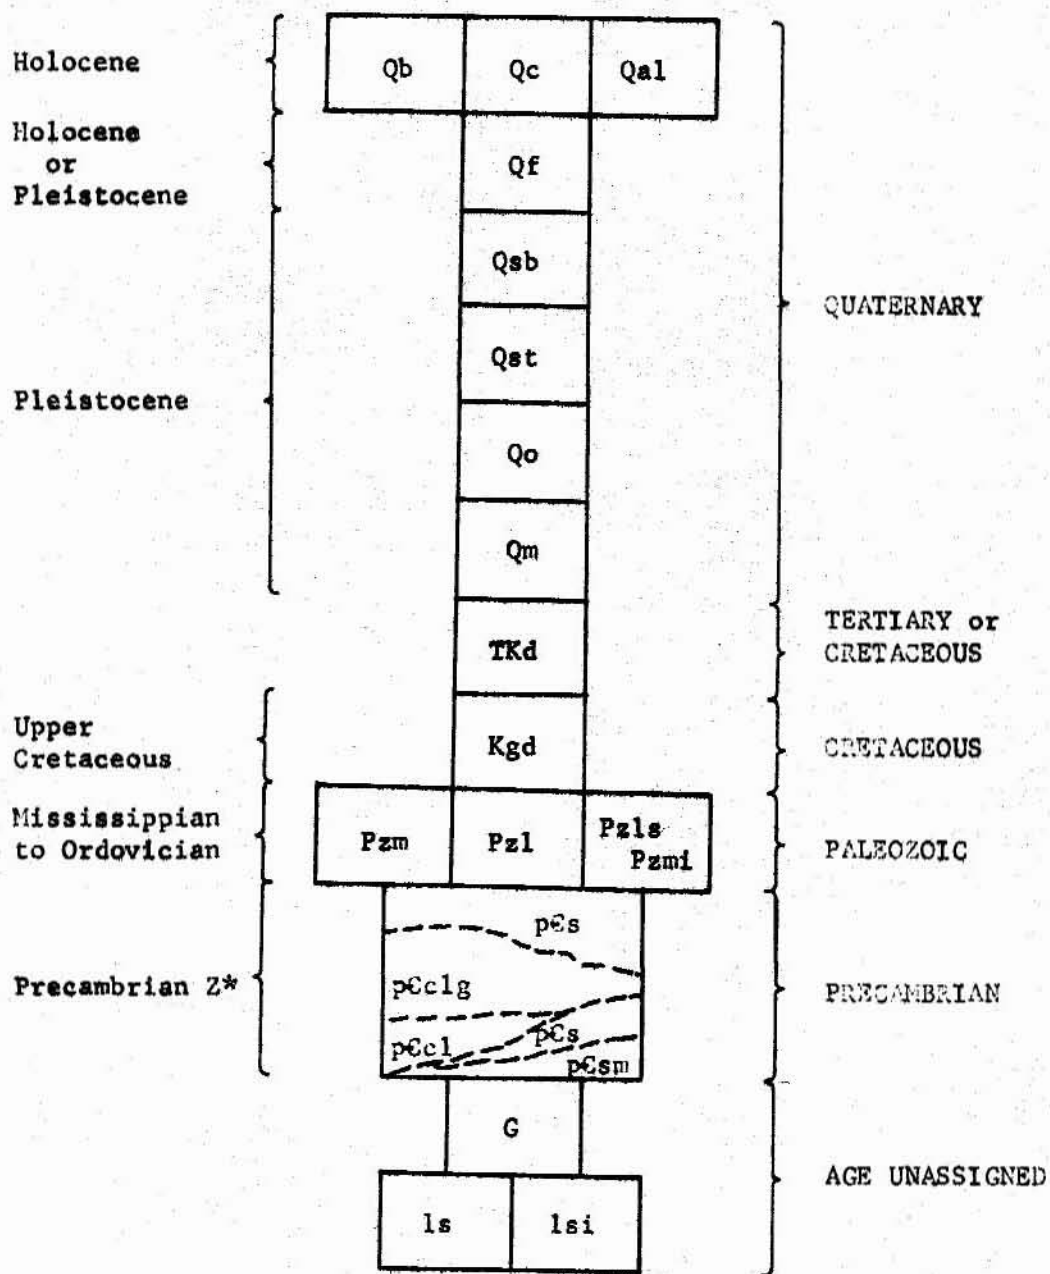 Holocene
Qb
Qc
Qal
Holocene
or
Pleistocene
Qf
Qsb
QUATERNARY
Qst
Pleistocene
Qo
Qm
TERTIARY or
CRETACEOUS
TKd
Upper
Cretaceous
Kgd
CRETACEOUS
Mississippian
to Ordovician
Pzm
Pzl
Pzls
Pzmi
PALEOZOIC
p€s
Precambrian Z*
p€clg
PRECAMBRIAN
p€cl
p€s
p€sm
G
AGE UNASSIGNED
ls
lsi